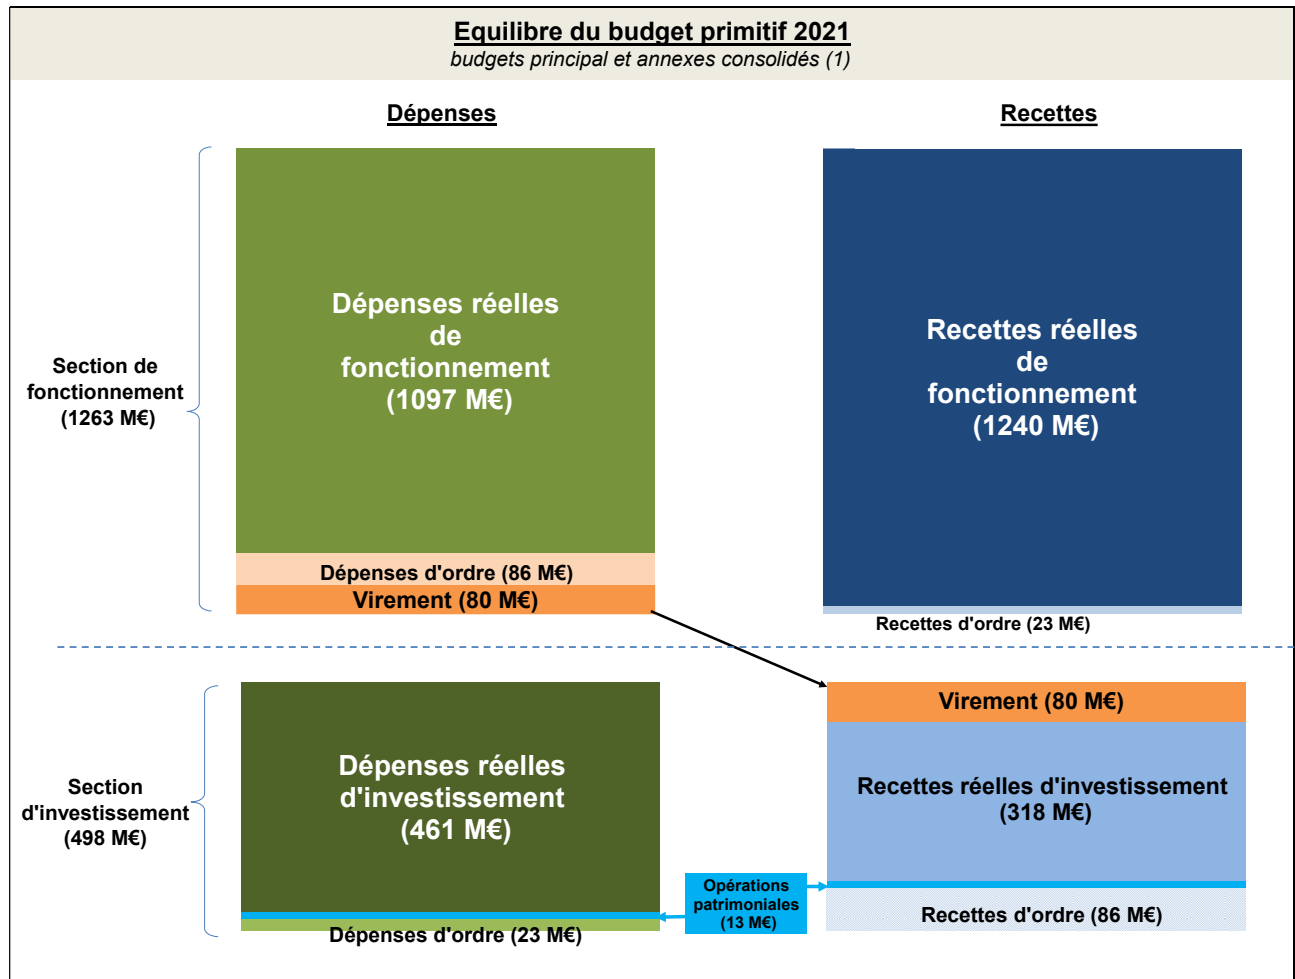 Equilibre du budget primitif 2021
budgets principal et annexes consolidés (1)
Dépenses
Recettes
Section de
fonctionnement
(1263 M€)
Dépenses réelles
de
fonctionnement
(1097 M€)
Recettes réelles
de
fonctionnement
(1240 M€)
Dépenses d'ordre (86 M€)
Virement (80 M€)
Recettes d'ordre (23 M€)
Section
d'investissement
(498 M€)
Dépenses réelles
d'investissement
(461 M€)
Virement (80 M€)
Recettes réelles d'investissement
(318 M€)
Opérations
patrimoniales
(13 M€)
Dépenses d'ordre (23 M€)
Recettes d'ordre (86 M€)